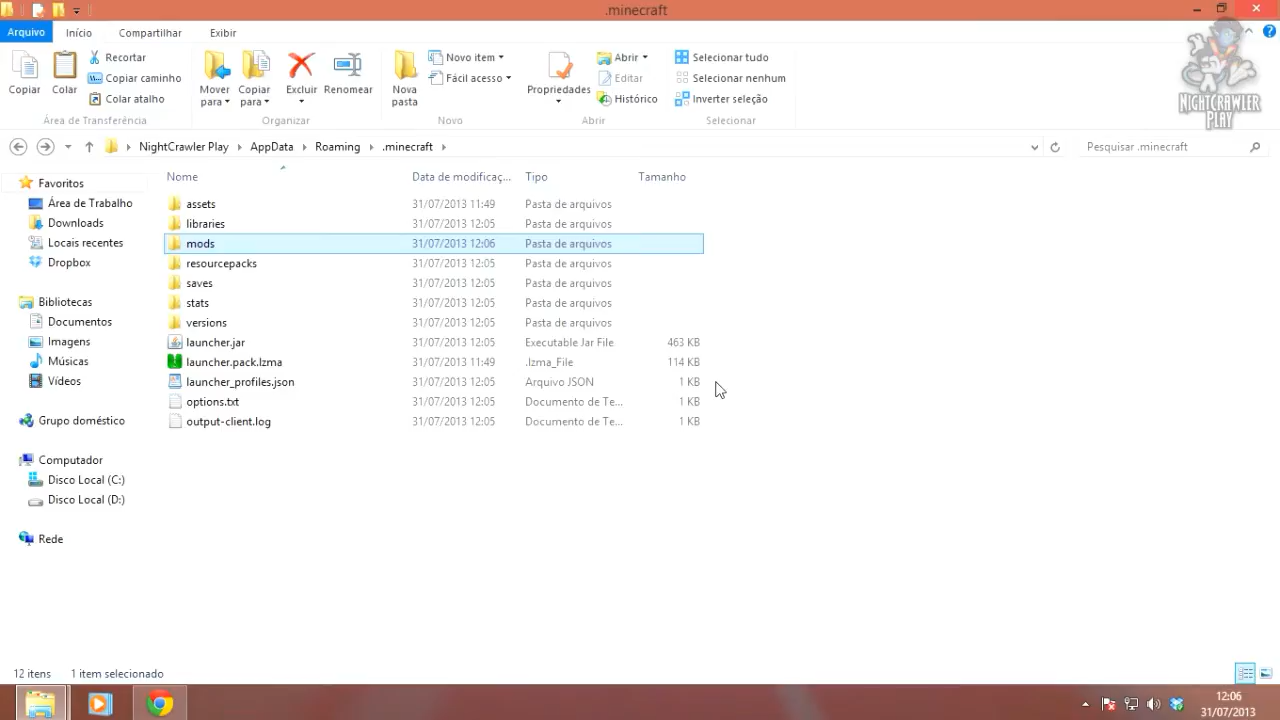 .minecraft
Arquivo Início Compartilhar Exibir
Copiar
Colar
Recortar
Copiar caminho
Colar atalho
Área de Transferência
Mover para
Copiar para
Excluir
Renomear
Organizar
Nova pasta
Novo item
Fácil acesso
Novo
Propriedades
Abrir
Editar
Histórico
Abrir
Selecionar tudo
Selecionar nenhum
Inverter seleção
Selecionar
NIGHTCRAWLER
PLAY
NightCrawler Play AppData Roaming .minecraft
Pesquisar .minecraft
Favoritos
Área de Trabalho
Downloads
Locais recentes
Dropbox
Bibliotecas
Documentos
Imagens
Músicas
Vídeos
Grupo doméstico
Computador
Disco Local (C:)
Disco Local (D:)
Rede
Nome Data de modificaç... Tipo Tamanho
assets 31/07/2013 11:49 Pasta de arquivos
libraries 31/07/2013 12:05 Pasta de arquivos
mods 31/07/2013 12:06 Pasta de arquivos
resourcepacks 31/07/2013 12:05 Pasta de arquivos
saves 31/07/2013 12:05 Pasta de arquivos
stats 31/07/2013 12:05 Pasta de arquivos
versions 31/07/2013 12:05 Pasta de arquivos
launcher.jar 31/07/2013 12:05 Executable Jar File 463 KB
launcher.pack.lzma 31/07/2013 11:49 .lzma_File 114 KB
launcher_profiles.json 31/07/2013 12:05 Arquivo JSON 1 KB
options.txt 31/07/2013 12:05 Documento de Te... 1 KB
output-client.log 31/07/2013 12:05 Documento de Te... 1 KB
12 itens 1 item selecionado
12:06
31/07/2013